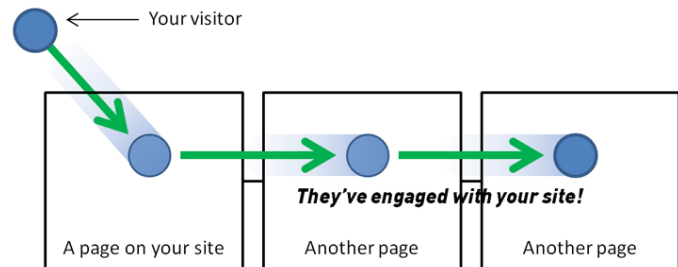 Your visitor
They've engaged with your site!
A page on your site
Another page
Another page